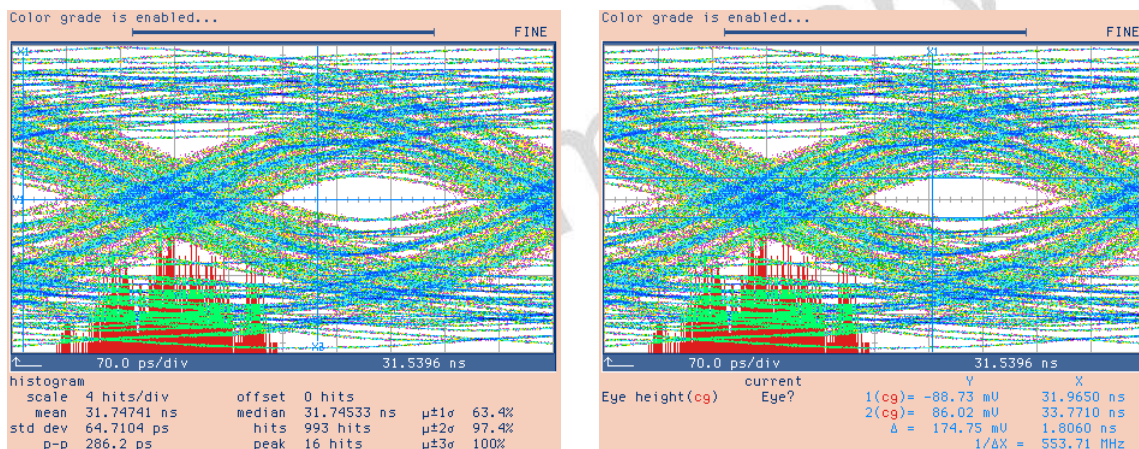 Color grade is enabled...
FINE
X1
Y1
X2
70.0 ps/div
31.5396 ns
histogram
scale 4 hits/div offset 0 hits
mean 31.74741 ns median 31.74533 ns µ±1σ 63.4%
std dev 64.7104 ps hits 993 hits µ±2σ 97.4%
p-p 286.2 ps peak 16 hits µ±3σ 100%
Color grade is enabled...
FINE
X1
70.0 ps/div
31.5396 ns
current Y X
Eye height(cg) Eye? 1(cg)= -88.73 mV 31.9650 ns
2(cg)= 86.02 mV 33.7710 ns
Δ = 174.75 mV 1.8060 ns
1/ΔX = 553.71 MHz